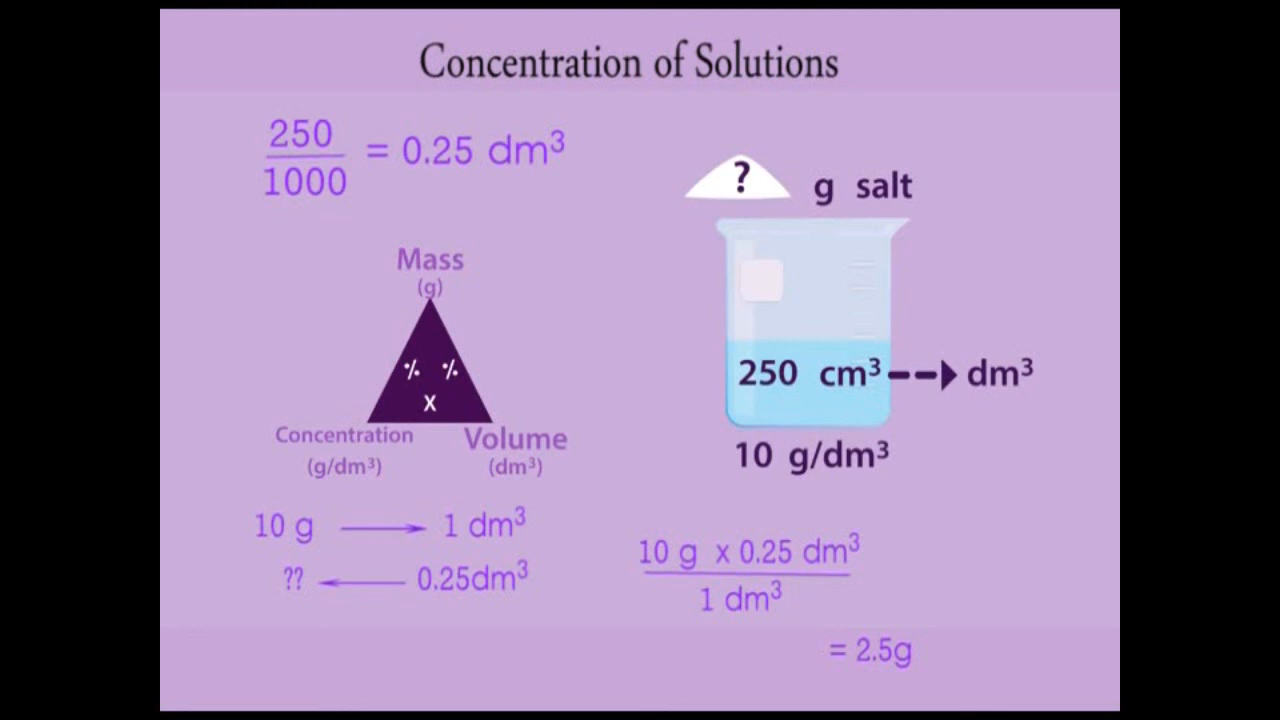 Concentration of Solutions
250
1000
= 0.25 dm³
Mass
(g)
% %
x
Concentration
(g/dm³)
Volume
(dm³)
10 g → 1 dm³
?? ← 0.25dm³
? g salt
250 cm³ --➤ dm³
10 g/dm³
10 g x 0.25 dm³
1 dm³
= 2.5g